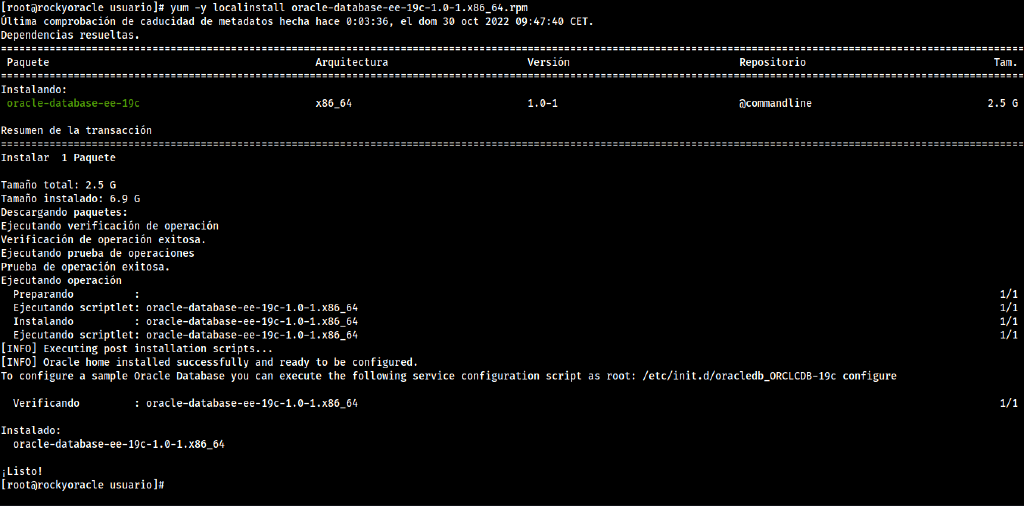 [root@rockyoracle usuario]# yum -y localinstall oracle-database-ee-19c-1.0-1.x86_64.rpm
Última comprobación de caducidad de metadatos hecha hace 0:03:36, el dom 30 oct 2022 09:47:40 CET.
Dependencias resueltas.
================================================================================
Paquete Arquitectura Versión Repositorio Tam.
================================================================================
Instalando:
oracle-database-ee-19c x86_64 1.0-1 @commandline 2.5 G
Resumen de la transacción
================================================================================
Instalar  1 Paquete
Tamaño total: 2.5 G
Tamaño instalado: 6.9 G
Descargando paquetes:
Ejecutando verificación de operación
Verificación de operación exitosa.
Ejecutando prueba de operaciones
Prueba de operación exitosa.
Ejecutando operación
Preparando : 1/1
Ejecutando scriptlet: oracle-database-ee-19c-1.0-1.x86_64 1/1
Instalando : oracle-database-ee-19c-1.0-1.x86_64 1/1
Ejecutando scriptlet: oracle-database-ee-19c-1.0-1.x86_64 1/1
[INFO] Executing post installation scripts...
[INFO] Oracle home installed successfully and ready to be configured.
To configure a sample Oracle Database you can execute the following service configuration script as root: /etc/init.d/oracledb_ORCLCDB-19c configure
Verificando : oracle-database-ee-19c-1.0-1.x86_64 1/1
Instalado:
oracle-database-ee-19c-1.0-1.x86_64
¡Listo!
[root@rockyoracle usuario]#